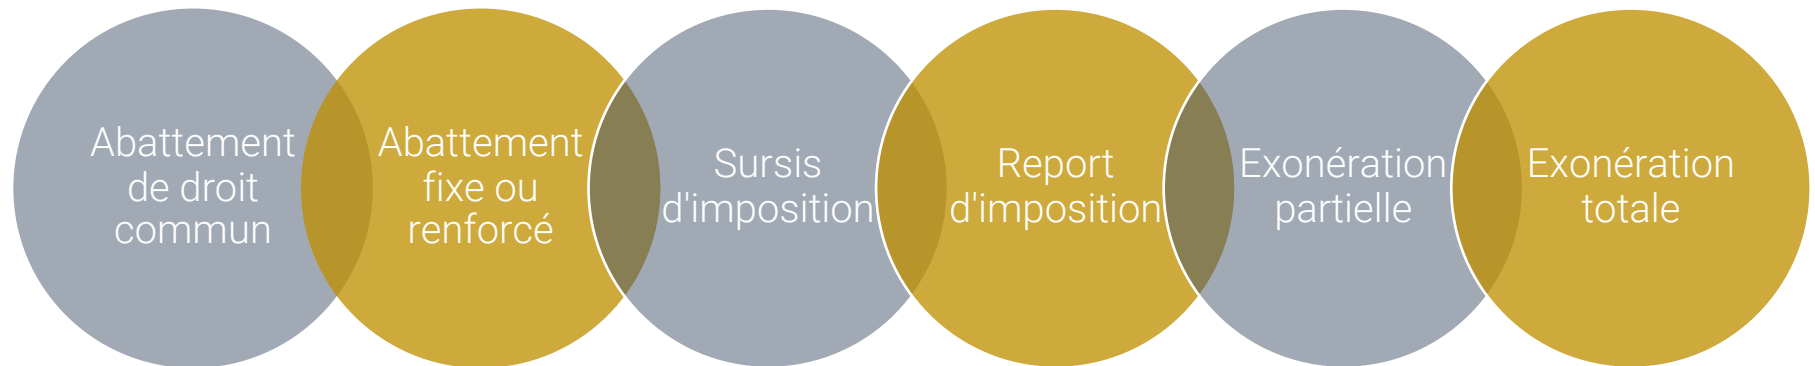 Abattement
de droit
commun
Abattement
fixe ou
renforcé
Sursis
d'imposition
Report
d'imposition
Exonération
partielle
Exonération
totale